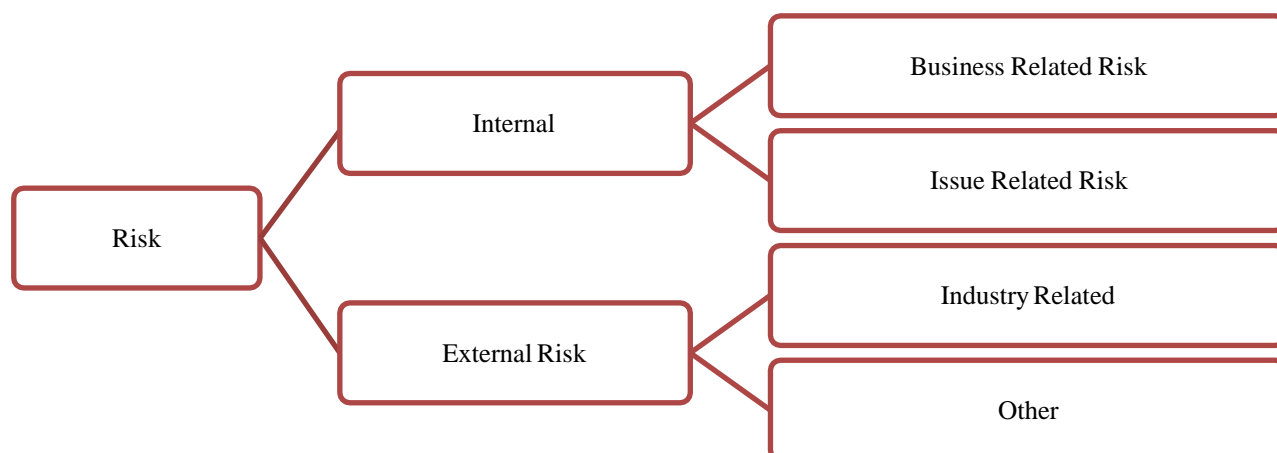 Risk
Internal
Business Related Risk
Issue Related Risk
External Risk
Industry Related
Other